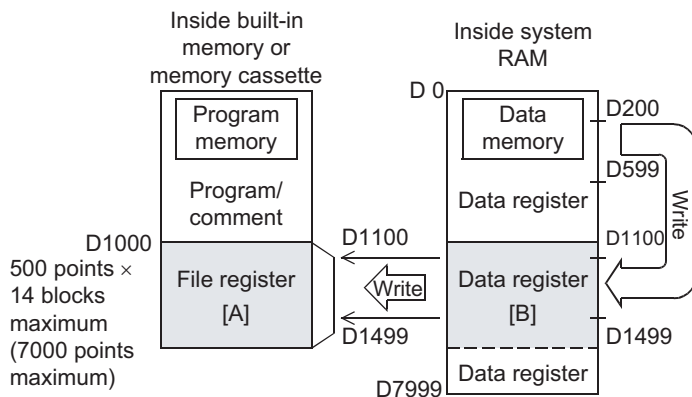 Inside built-in
memory or
memory cassette
Program
memory
Program/
comment
D1000
500 points ×
14 blocks
maximum
(7000 points
maximum)
File register
[A]
D1100
Write
D1499
Inside system
RAM
D 0
Data
memory
D200
D599
Data register
Write
D1100
Data register
[B]
D1499
Data register
D7999